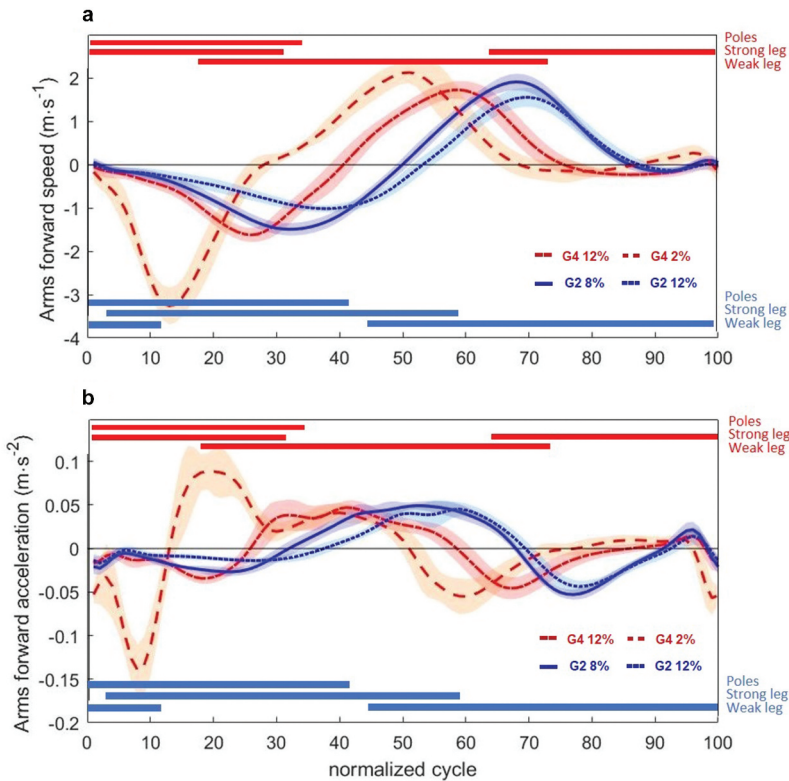 a
Poles
Strong leg
Weak leg
Arms forward speed (m·s⁻¹)
2
1
0
-1
-2
-3
-4
G4 12% G4 2%
G2 8% G2 12%
Poles
Strong leg
Weak leg
0 10 20 30 40 50 60 70 80 90 100
b
Poles
Strong leg
Weak leg
Arms forward acceleration (m·s⁻²)
0.1
0.05
0
-0.05
-0.1
-0.15
-0.2
G4 12% G4 2%
G2 8% G2 12%
Poles
Strong leg
Weak leg
0 10 20 30 40 50 60 70 80 90 100
normalized cycle